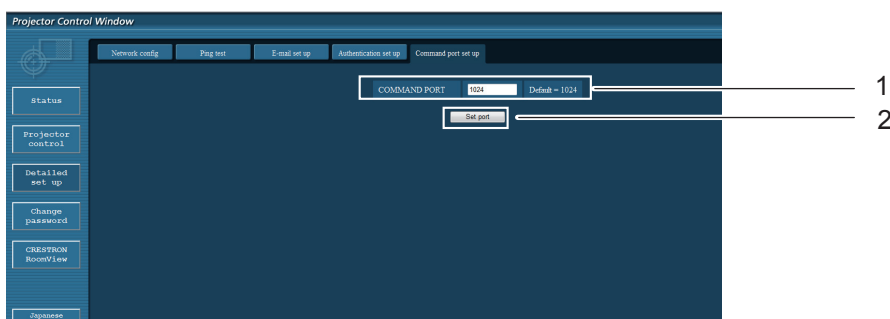 Projector Control Window
Network config Ping test E-mail set up Authentication set up Command port set up
COMMAND PORT 1024 Default = 1024 1
Set port 2
Status
Projector
control
Detailed
set up
Change
password
CRESTRON
RoomView
Japanese